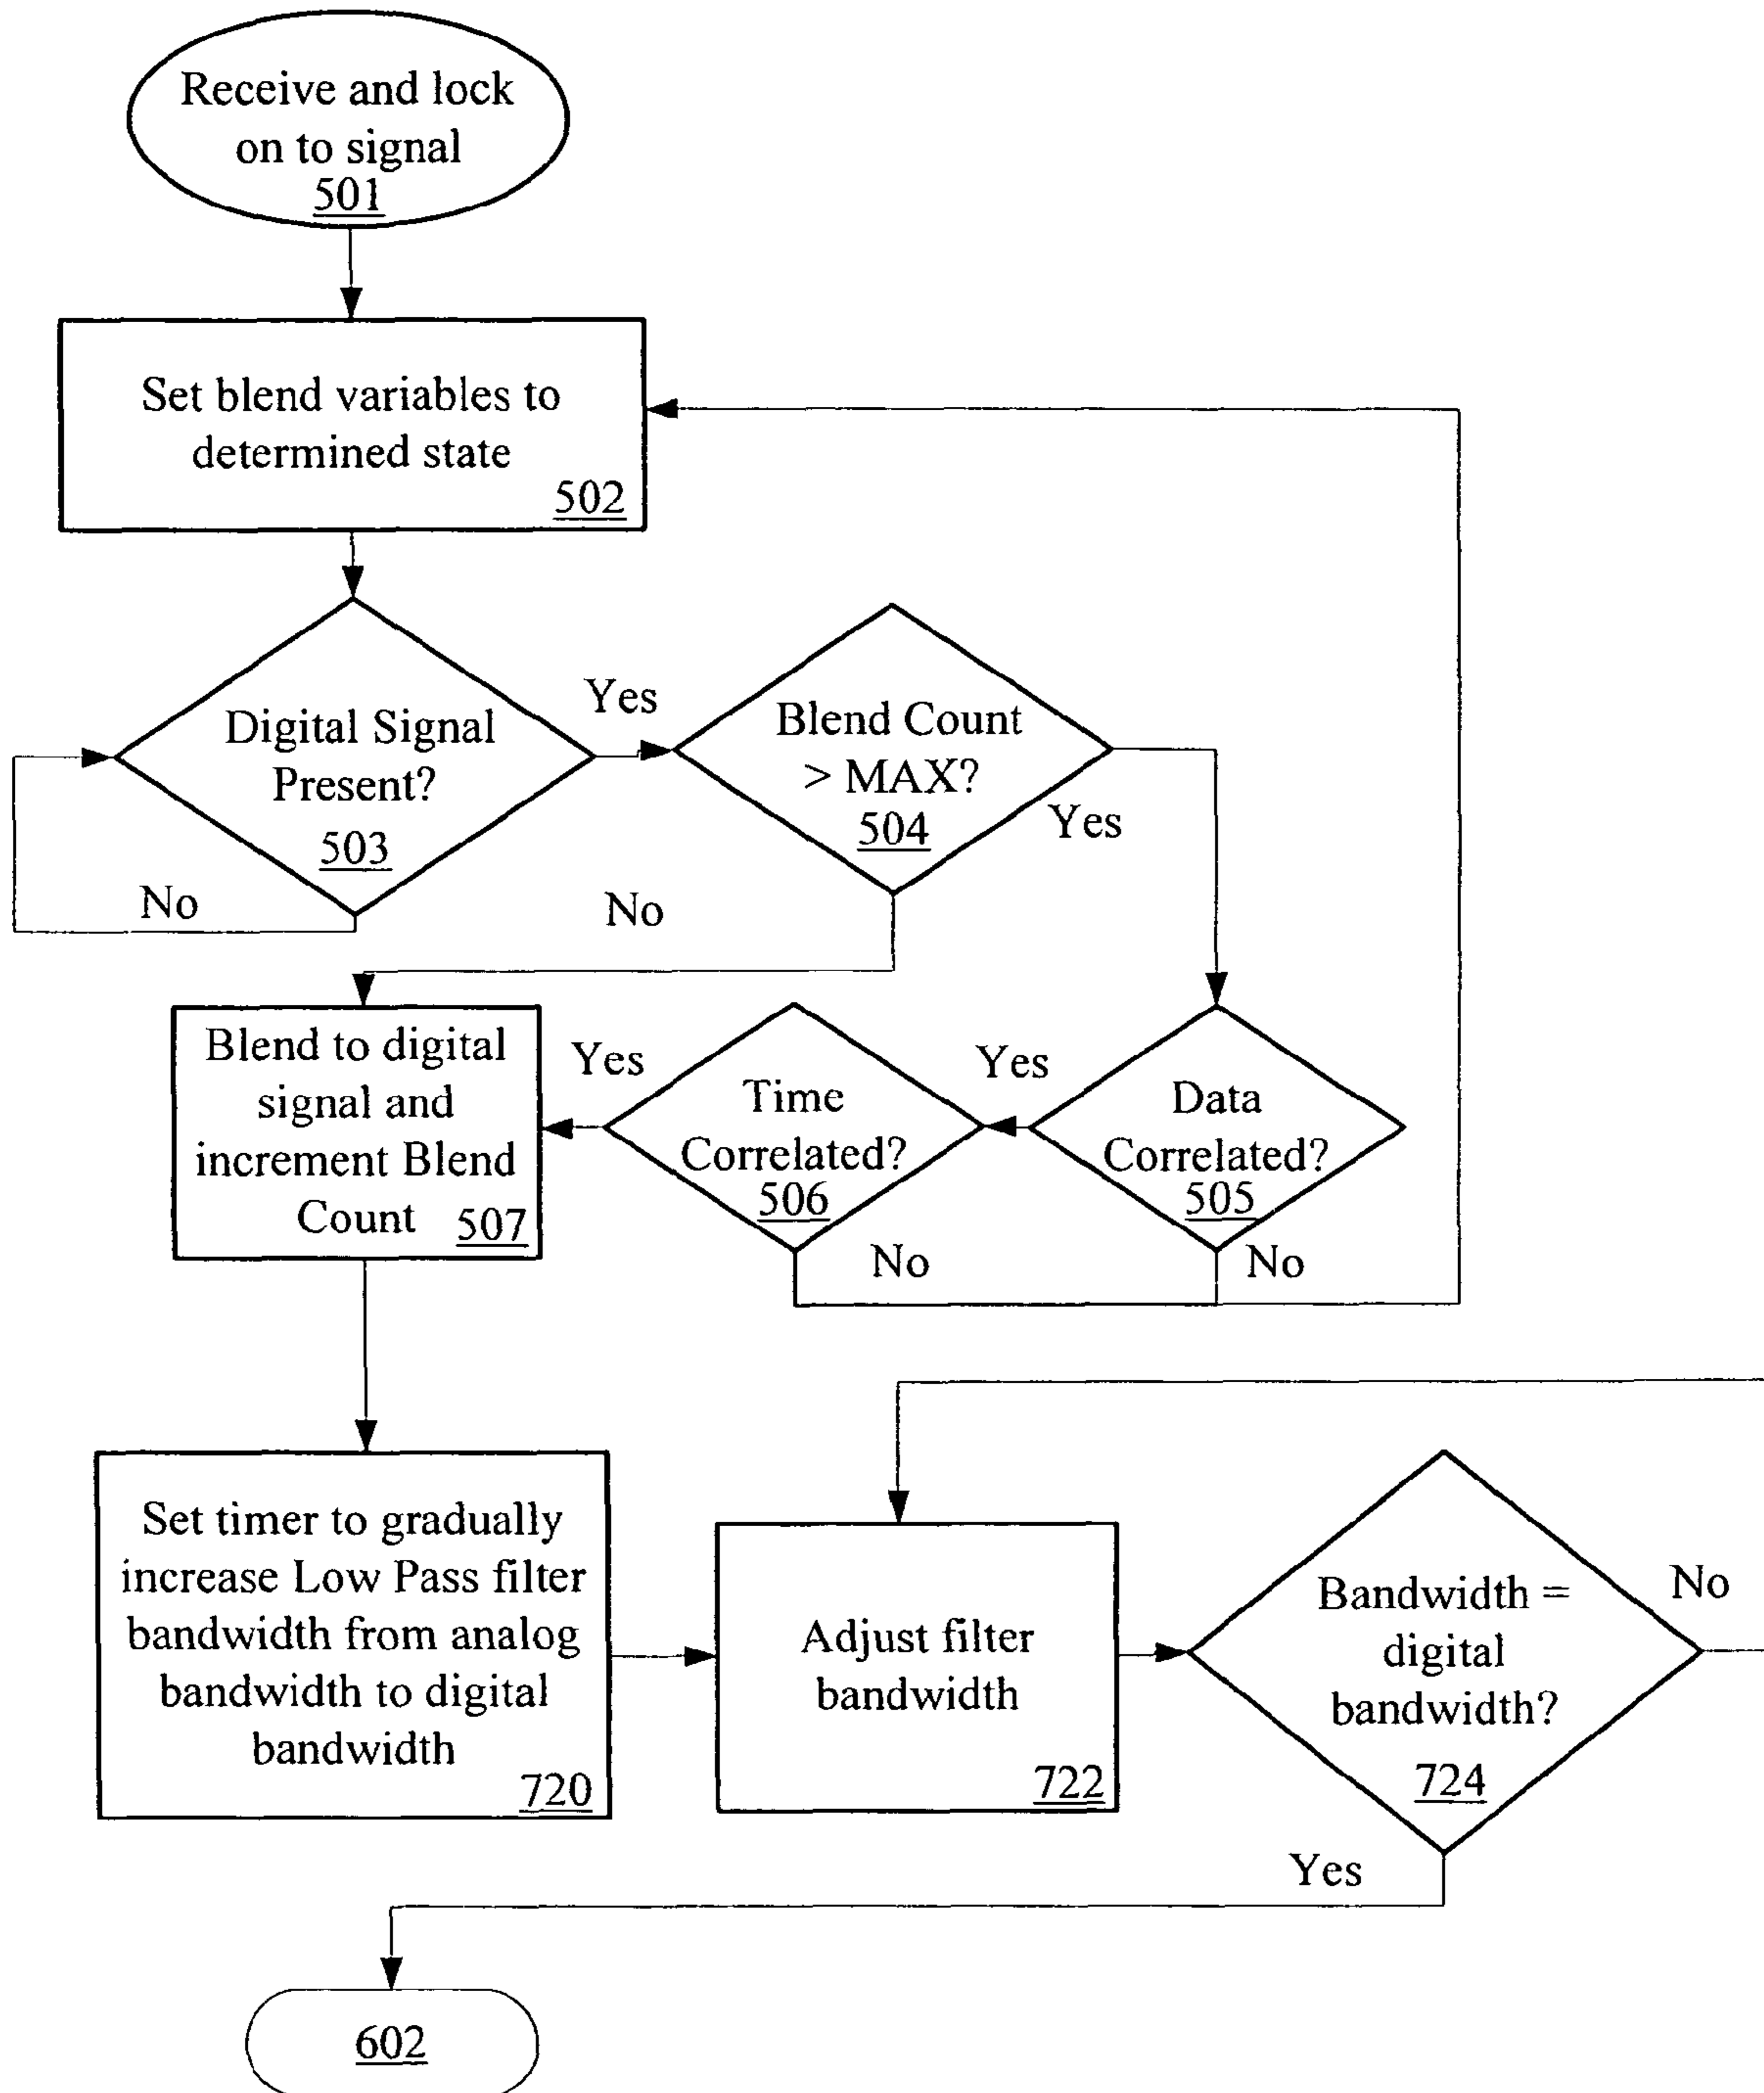 Receive and lock
on to signal
501
Set blend variables to
determined state
502
Digital Signal
Present?
503
Yes
No
Blend Count
> MAX?
504
Yes
No
Data
Correlated?
505
Yes
No
Time
Correlated?
506
Yes
No
Blend to digital
signal and
increment Blend
Count
507
Set timer to gradually
increase Low Pass filter
bandwidth from analog
bandwidth to digital
bandwidth
720
Adjust filter
bandwidth
722
Bandwidth =
digital
bandwidth?
724
No
Yes
602